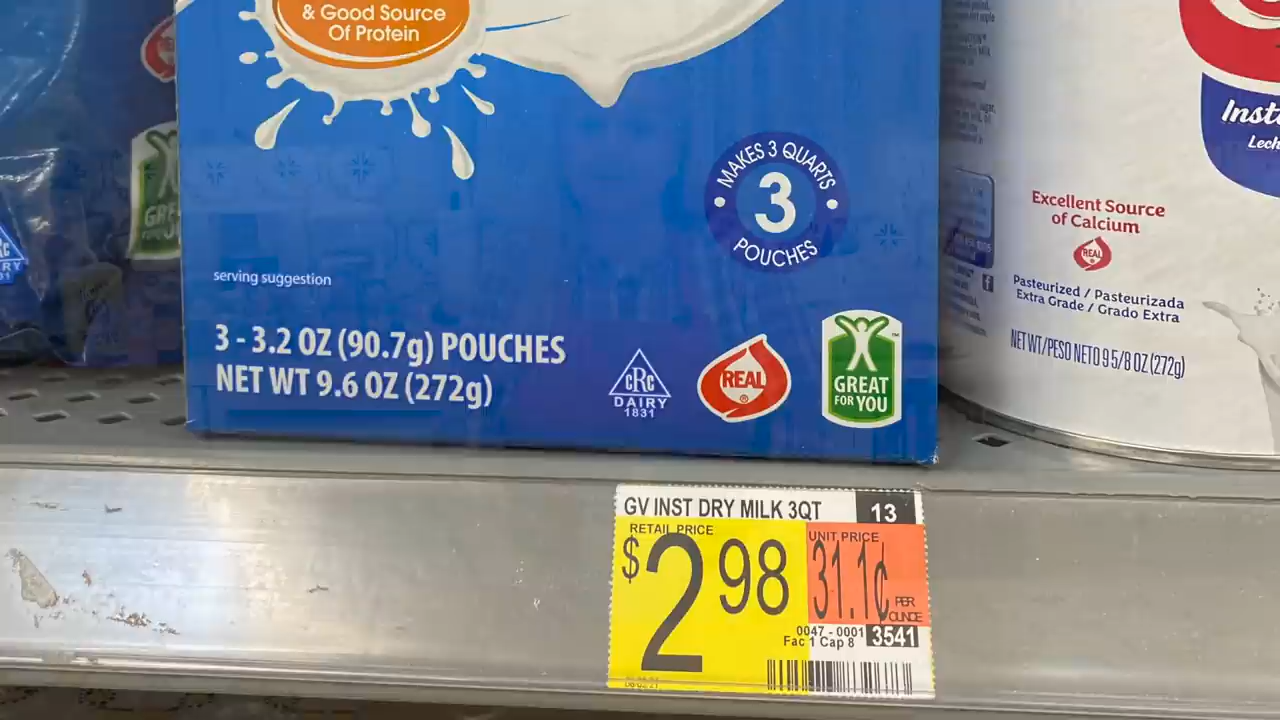 & Good Source
Of Protein
MAKES 3 QUARTS
3
POUCHES
serving suggestion
3 - 3.2 OZ (90.7g) POUCHES
NET WT 9.6 OZ (272g)
CRC
DAIRY
1831
REAL
®
GREAT
FOR YOU
™
Inst
Lech
Excellent Source
of Calcium
REAL
Pasteurized / Pasteurizada
Extra Grade / Grado Extra
NET WT/PESO NETO 9 5/8 OZ (272g)
GV INST DRY MILK 3QT 13
RETAIL PRICE
$2 98
UNIT PRICE
31.1¢
PER
OUNCE
0047 - 0001
Fac 1 Cap 8 3541